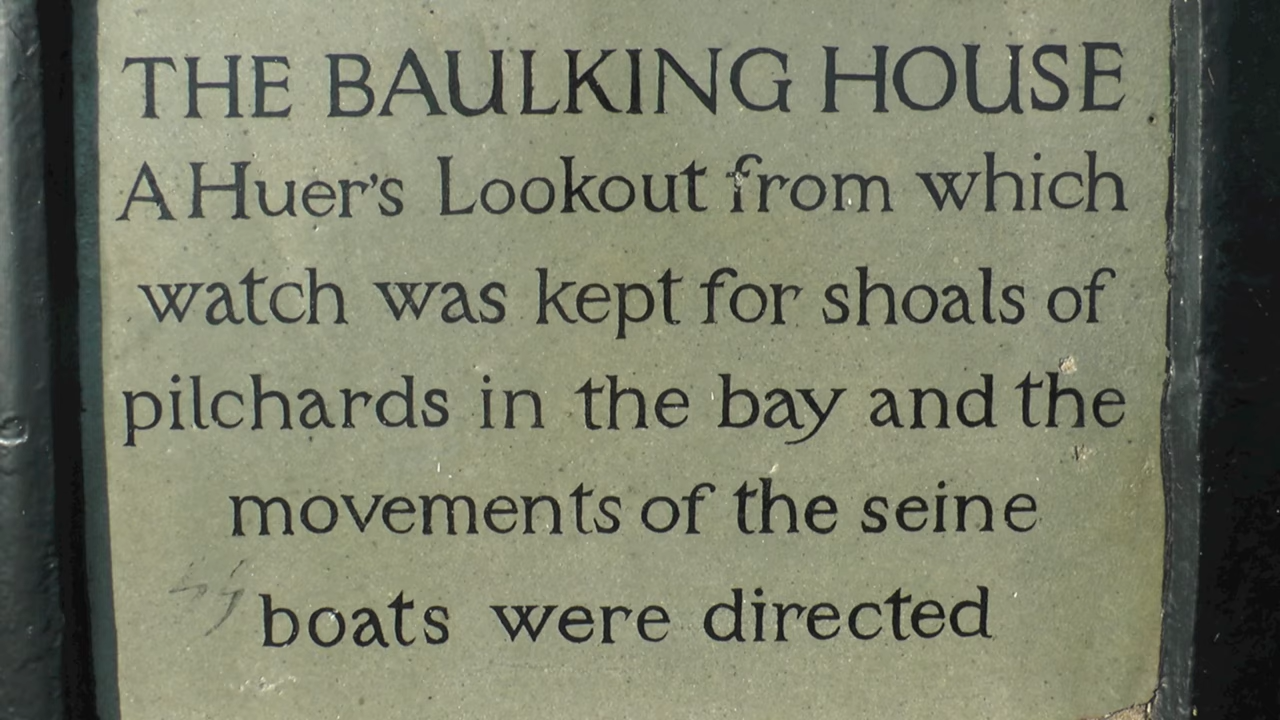 THE BAULKING HOUSE
A Huer's Lookout from which
watch was kept for shoals of
pilchards in the bay and the
movements of the seine
boats were directed